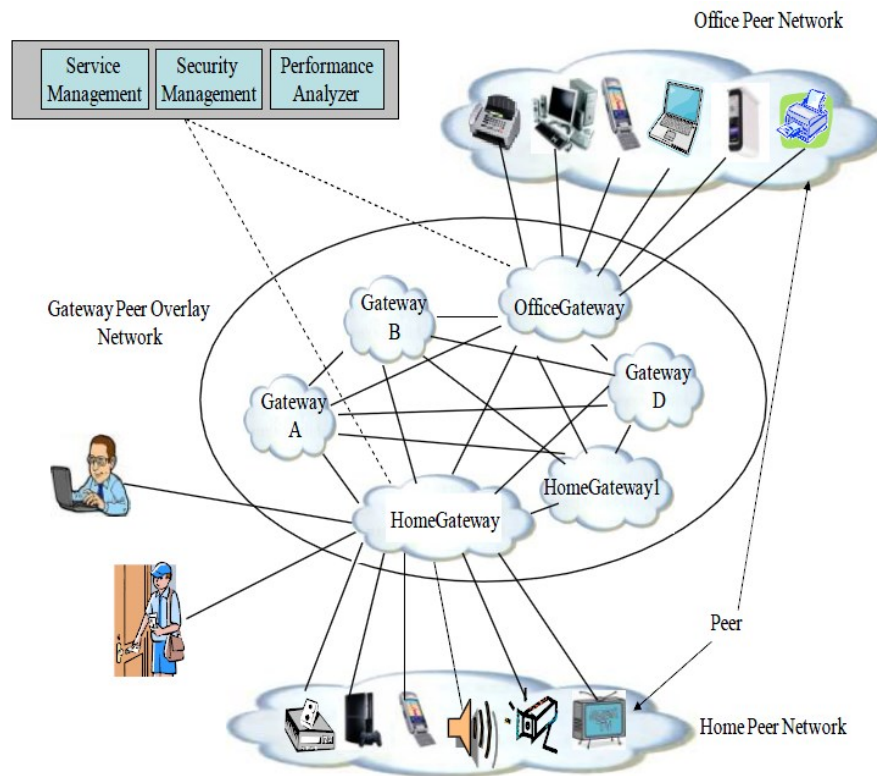 Office Peer Network
Service
Management
Security
Management
Performance
Analyzer
Gateway Peer Overlay
Network
Gateway
B
OfficeGateway
Gateway
A
Gateway
D
HomeGateway1
HomeGateway
Peer
Home Peer Network